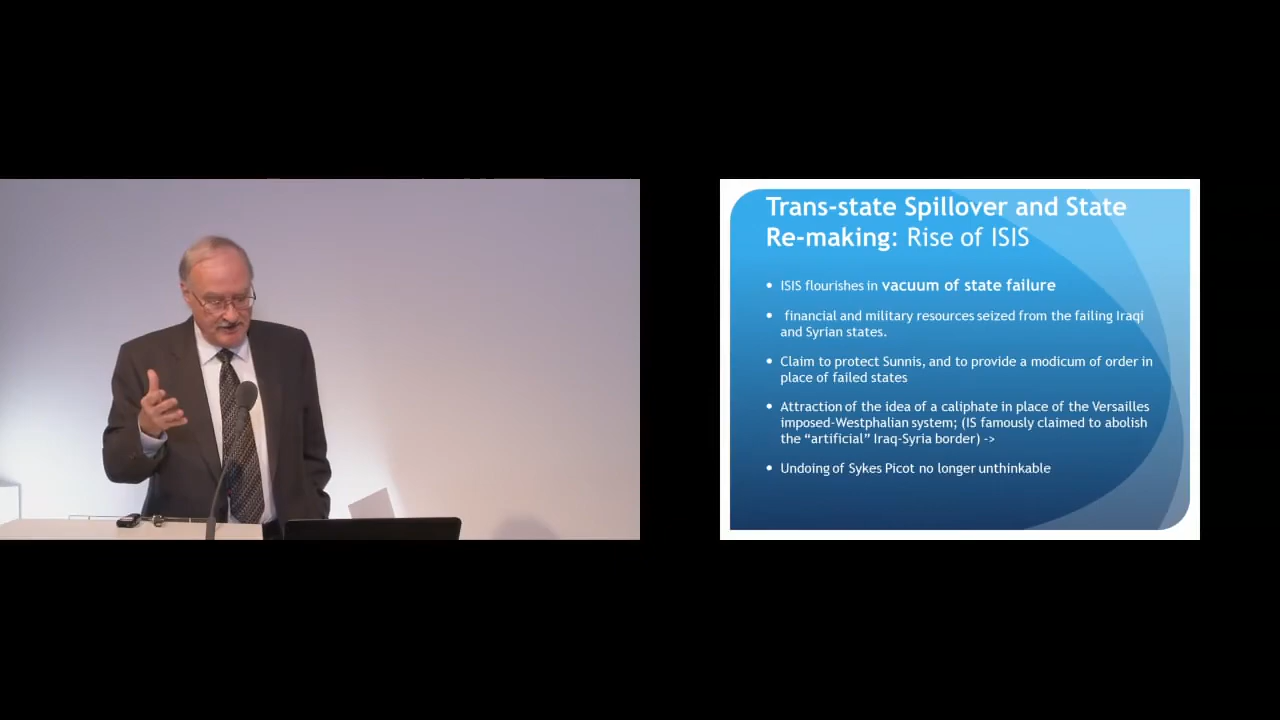 Trans-state Spillover and State
Re-making: Rise of ISIS
• ISIS flourishes in vacuum of state failure
• financial and military resources seized from the failing Iraqi
and Syrian states.
• Claim to protect Sunnis, and to provide a modicum of order in
place of failed states
• Attraction of the idea of a caliphate in place of the Versailles
imposed-Westphalian system; (IS famously claimed to abolish
the “artificial” Iraq-Syria border) ->
• Undoing of Sykes Picot no longer unthinkable